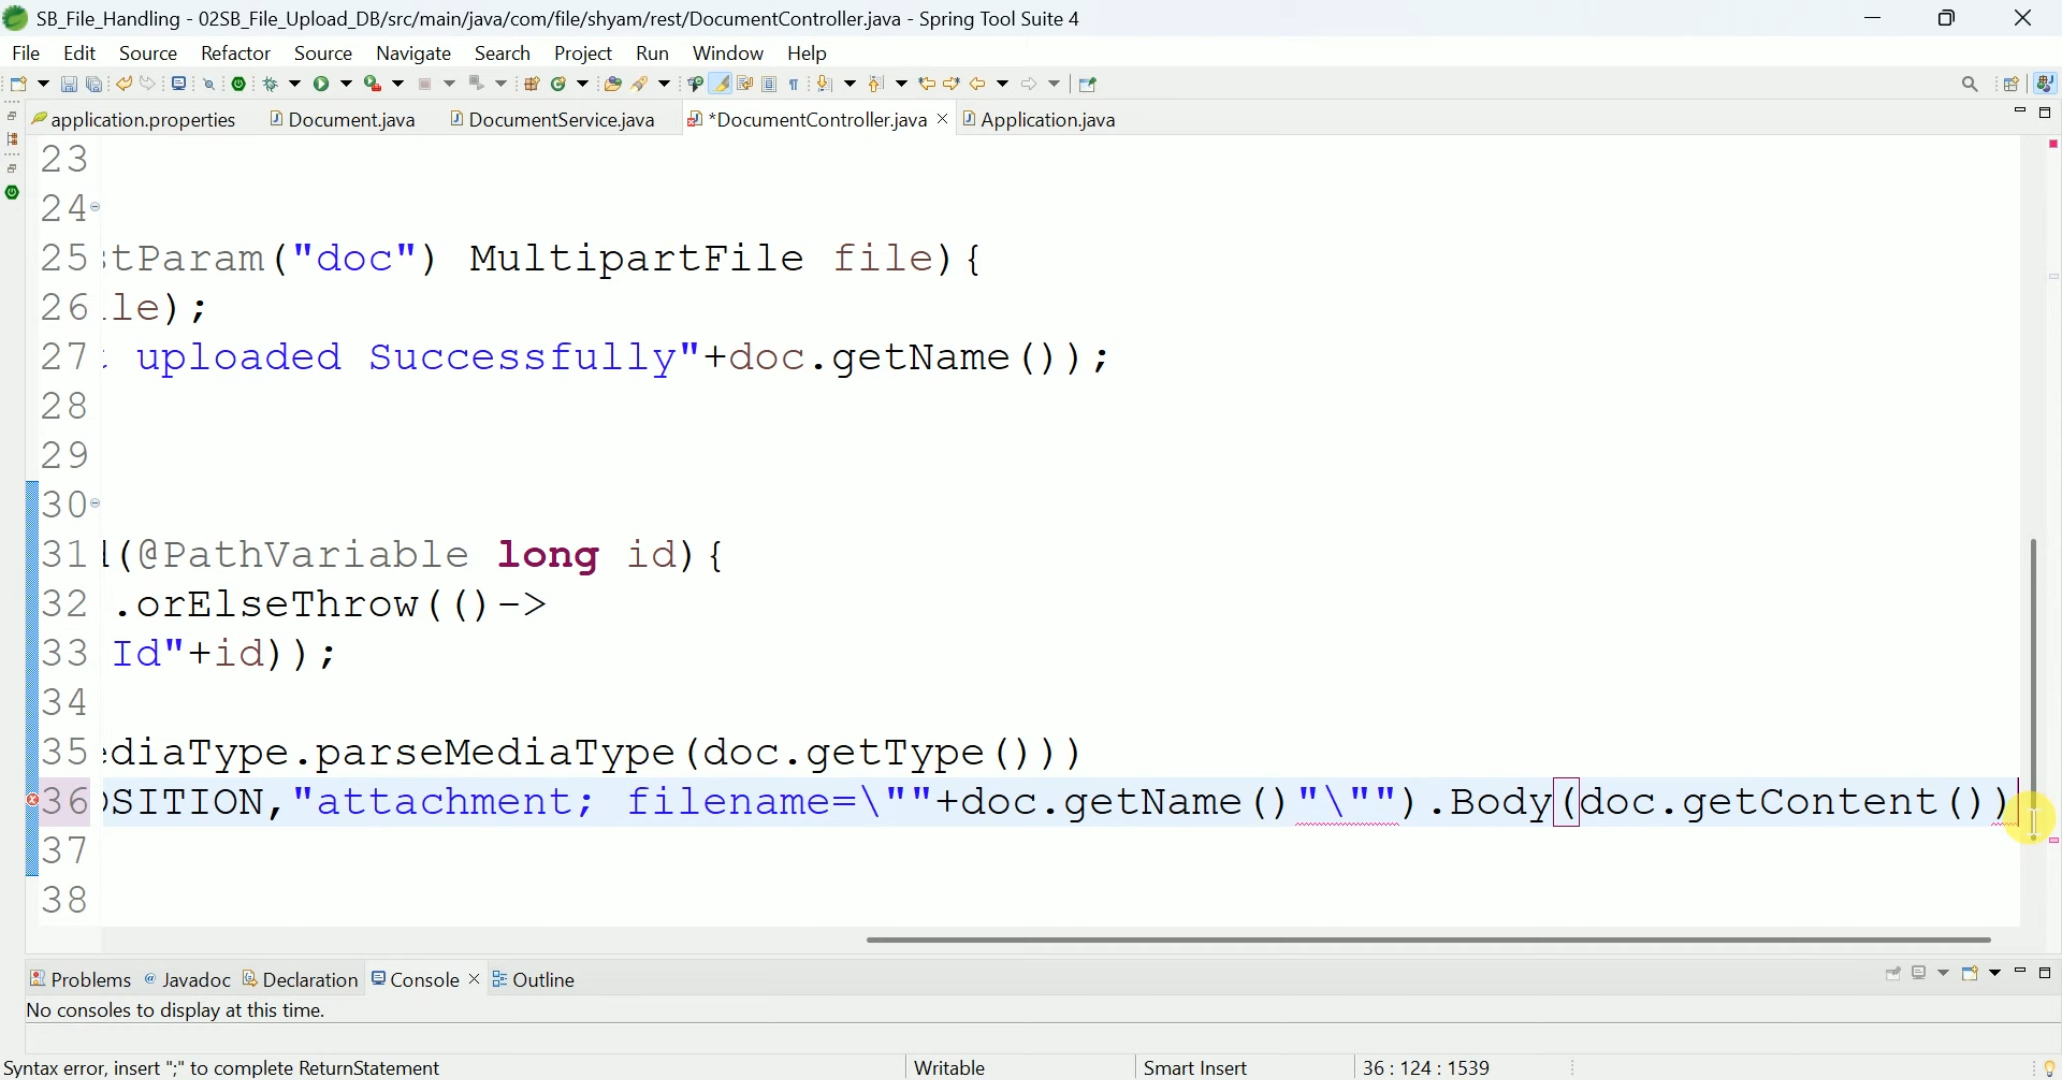 SB_File_Handling - 02SB_File_Upload_DB/src/main/java/com/file/shyam/rest/DocumentController.java - Spring Tool Suite 4
File Edit Source Refactor Source Navigate Search Project Run Window Help
application.properties Document.java DocumentService.java *DocumentController.java Application.java
23
24
25 stParam("doc") MultipartFile file){
26 le);
27 uploaded Successfully"+doc.getName());
28
29
30
31 d(@PathVariable long id){
32 .orElseThrow(()->
33 Id"+id));
34
35 ediaType.parseMediaType(doc.getType()))
36 OSITION,"attachment; filename=\""+doc.getName()"\"").Body(doc.getContent())
37
38
Problems Javadoc Declaration Console Outline
No consoles to display at this time.
Syntax error, insert ";" to complete ReturnStatement Writable Smart Insert 36 : 124 : 1539